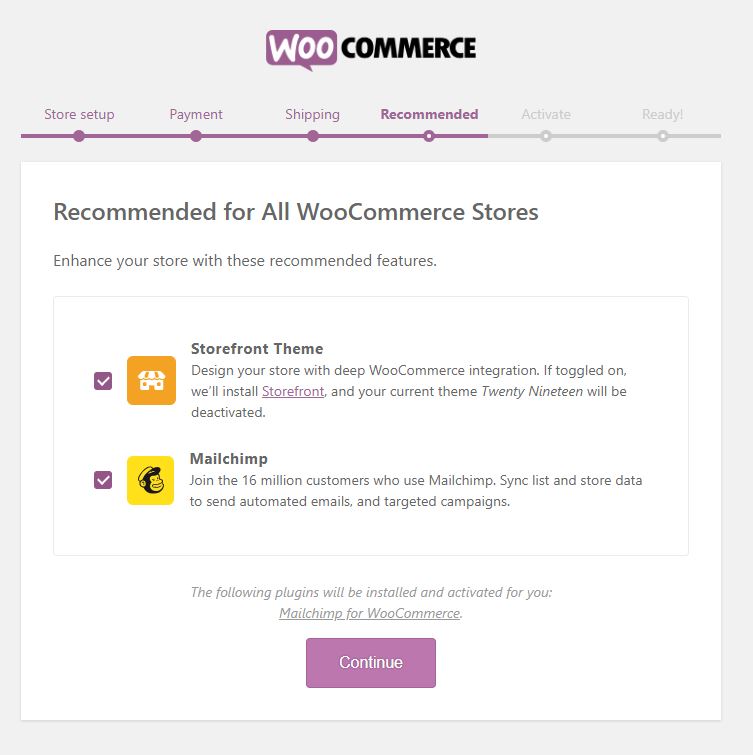 WOO COMMERCE
Store setup Payment Shipping Recommended Activate Ready!
Recommended for All WooCommerce Stores
Enhance your store with these recommended features.
Storefront Theme
Design your store with deep WooCommerce integration. If toggled on,
we'll install Storefront, and your current theme Twenty Nineteen will be
deactivated.
Mailchimp
Join the 16 million customers who use Mailchimp. Sync list and store data
to send automated emails, and targeted campaigns.
The following plugins will be installed and activated for you:
Mailchimp for WooCommerce.
Continue